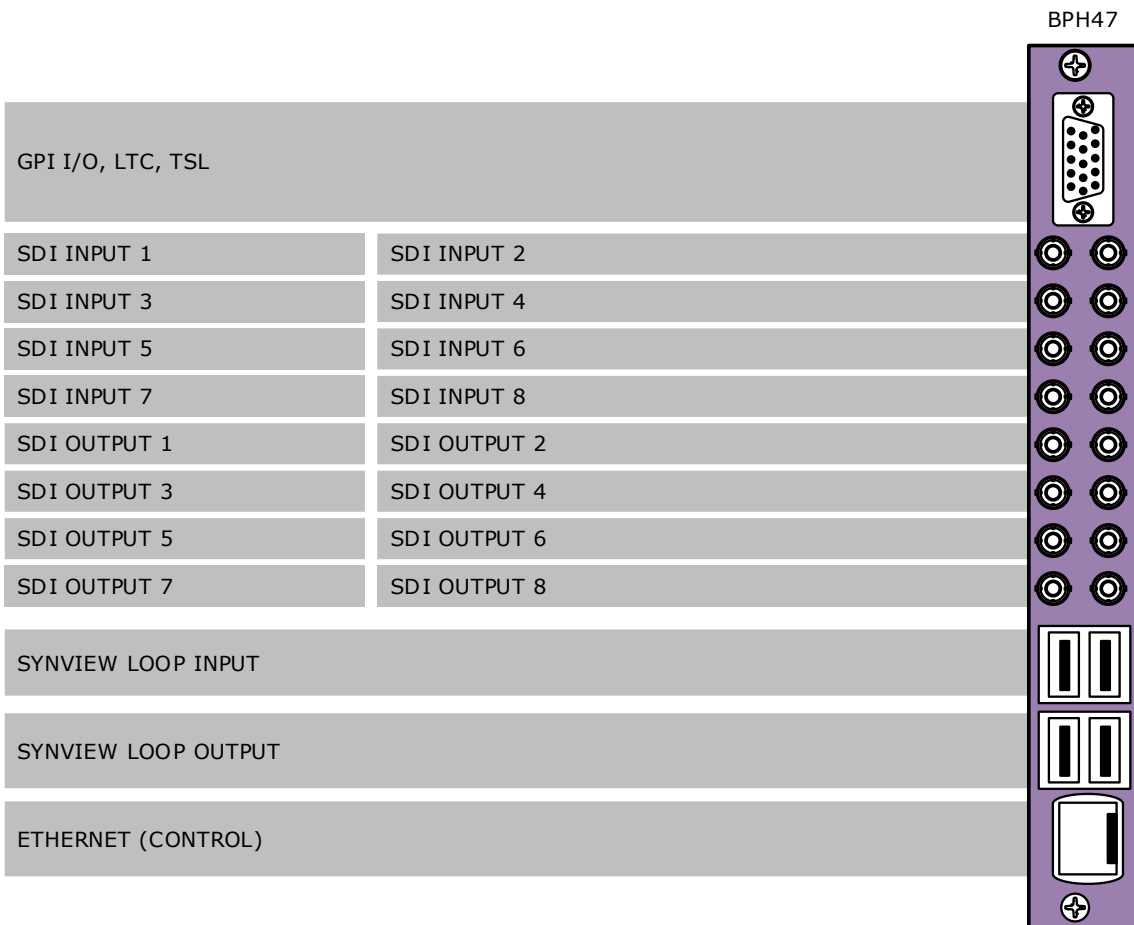 BPH47
GPI I/O, LTC, TSL
SDI INPUT 1
SDI INPUT 2
SDI INPUT 3
SDI INPUT 4
SDI INPUT 5
SDI INPUT 6
SDI INPUT 7
SDI INPUT 8
SDI OUTPUT 1
SDI OUTPUT 2
SDI OUTPUT 3
SDI OUTPUT 4
SDI OUTPUT 5
SDI OUTPUT 6
SDI OUTPUT 7
SDI OUTPUT 8
SYNVIEW LOOP INPUT
SYNVIEW LOOP OUTPUT
ETHERNET (CONTROL)